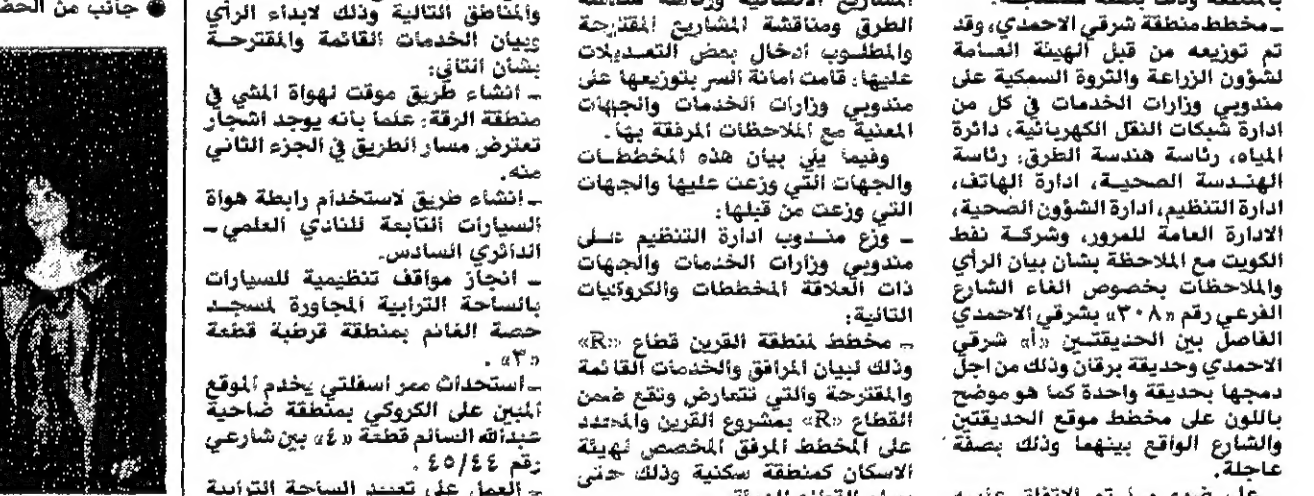 بالمنطقة وذلك بصفة مستعجلة.
ـ مخطط منطقة شرقي الاحمدي، وقد
تم توزيعه من قبل الهيئة العامة
لشؤون الزراعة والثروة السمكية على
مندوبي وزارات الخدمات في كل من
ادارة شبكات النقل الكهربائية، دائرة
المياه، رئاسة هندسة الطرق، رئاسة
الهندسة الصحية، ادارة الهاتف،
ادارة التنظيم، ادارة الشؤون الصحية،
الادارة العامة للمرور، وشركة نفط
الكويت مع الملاحظة بشأن بيان الرأي
والملاحظات بخصوص الغاء الشارع
الفرعي رقم «٣٠٨» بشرقي الاحمدي
الفاصل بين الحديقتين «أ» شرقي
الاحمدي وحديقة برقان وذلك من اجل
دمجها بحديقة واحدة كما هو موضح
باللون على مخطط موقع الحديقتين
والشارع الواقع بينهما وذلك بصفة
عاجلة.
الطرق ومناقشة المشاريع المقترحة
والمطلوب ادخال بعض التعديلات
عليها، قامت امانة السر بتوزيعها على
مندوبي وزارات الخدمات والجهات
المعنية مع الملاحظات المرفقة بها.
وفيما يلي بيان هذه المخططات
والجهات التي وزعت عليها والجهات
التي وزعت من قبلها:
ـ وزع مندوب ادارة التنظيم على
مندوبي وزارات الخدمات والجهات
ذات العلاقة المخططات والكروكيات
التالية:
ـ مخطط لمنطقة القرين قطاع «R»
وذلك لبيان المرافق والخدمات القائمة
والمقترحة والتي تتعارض وتقع ضمن
القطاع «R» بمشروع القرين والمحدد
على المخطط المرفق المخصص لهيئة
الاسكان كمنطقة سكنية وذلك حتى
والمناطق التالية وذلك لابداء الرأي
وبيان الخدمات القائمة والمقترحة
بشأن التالي:
ـ انشاء طريق موقت لهواة المشي في
منطقة الرقة، علما بانه يوجد اشجار
تعترض مسار الطريق في الجزء الثاني
منه.
ـ إنشاء طريق لاستخدام رابطة هواة
السيارات التابعة للنادي العلمي ـ
الدائري السادس.
ـ انجاز مواقف تنظيمية للسيارات
بالساحة الترابية المجاورة لمسجد
حصة الغانم بمنطقة قرطبة قطعة
«٣».
ـ استحداث ممر اسفلتي يخدم الموقع
المبين على الكروكي بمنطقة ضاحية
عبدالله السالم قطعة «٤» بين شارعي
رقم ٤٥/٤٤.
ـ العمل على تعبيد الساحة الترابية
● جانب من الحضـ